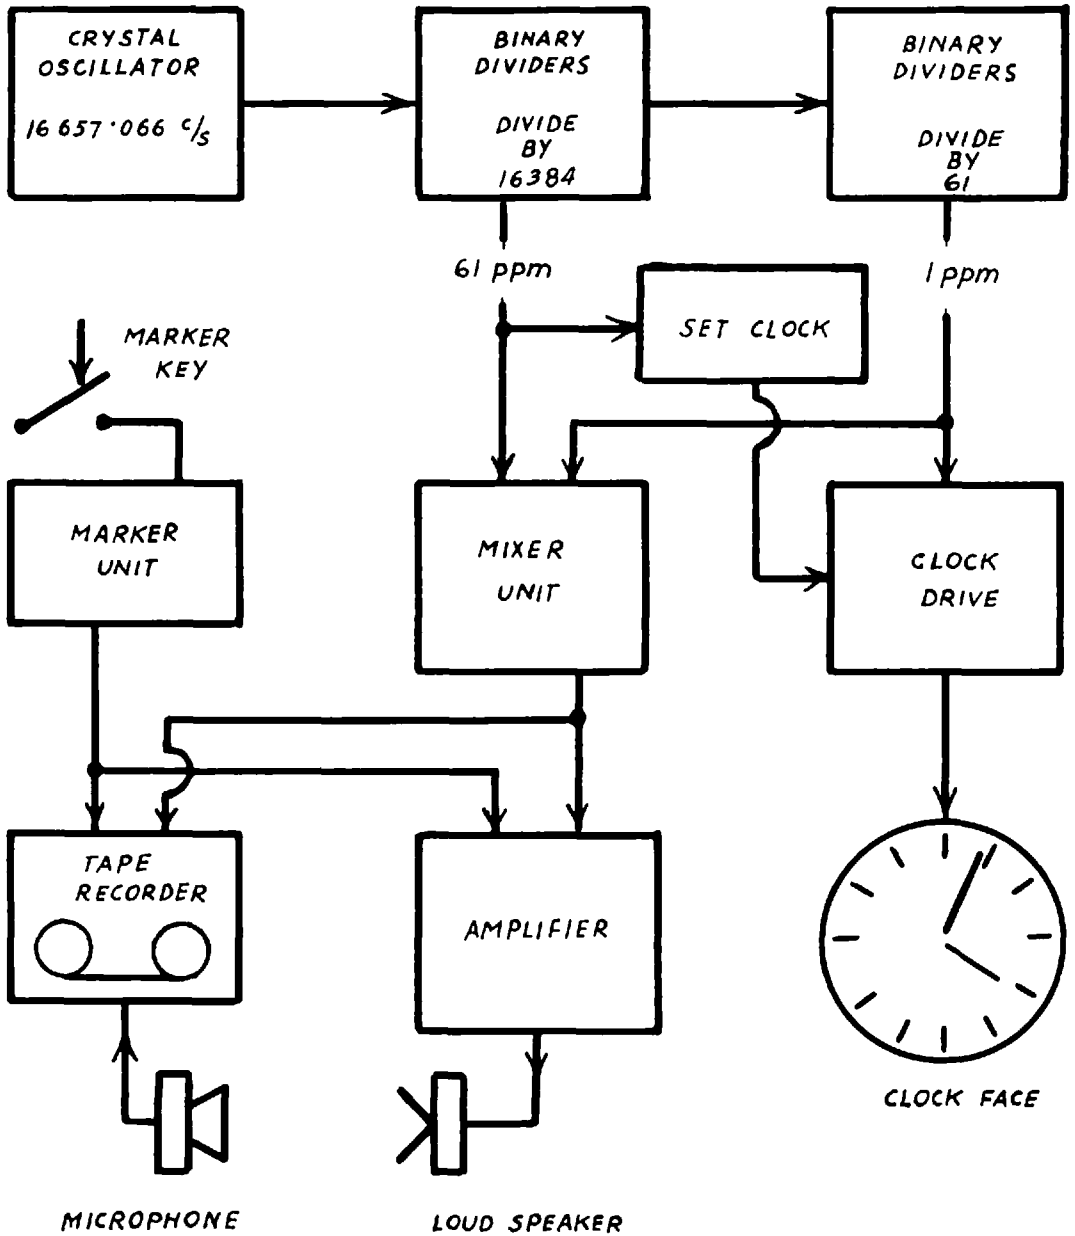 CRYSTAL
OSCILLATOR
16 657·066 c/s
BINARY
DIVIDERS
DIVIDE
BY
16384
BINARY
DIVIDERS
DIVIDE
BY
61
61 ppm
1 ppm
SET CLOCK
MARKER
KEY
MARKER
UNIT
MIXER
UNIT
CLOCK
DRIVE
TAPE
RECORDER
AMPLIFIER
CLOCK FACE
MICROPHONE
LOUD SPEAKER